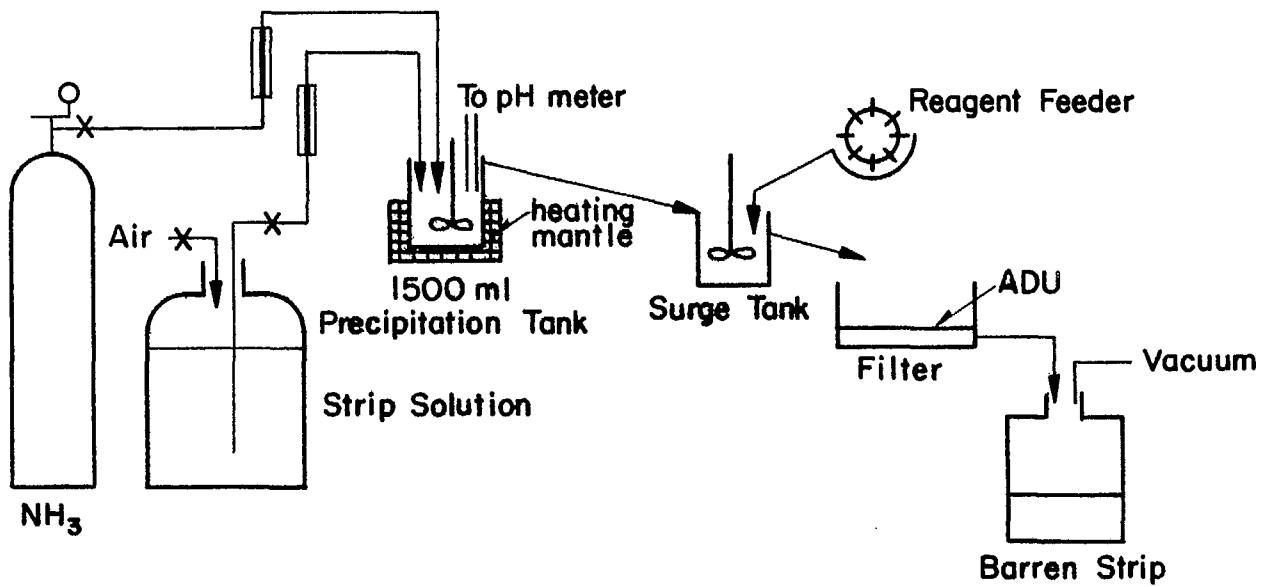 To pH meter
Reagent Feeder
Air
heating
mantle
1500 ml
Precipitation Tank
Surge Tank
ADU
Filter
Vacuum
Strip Solution
NH₃
Barren Strip